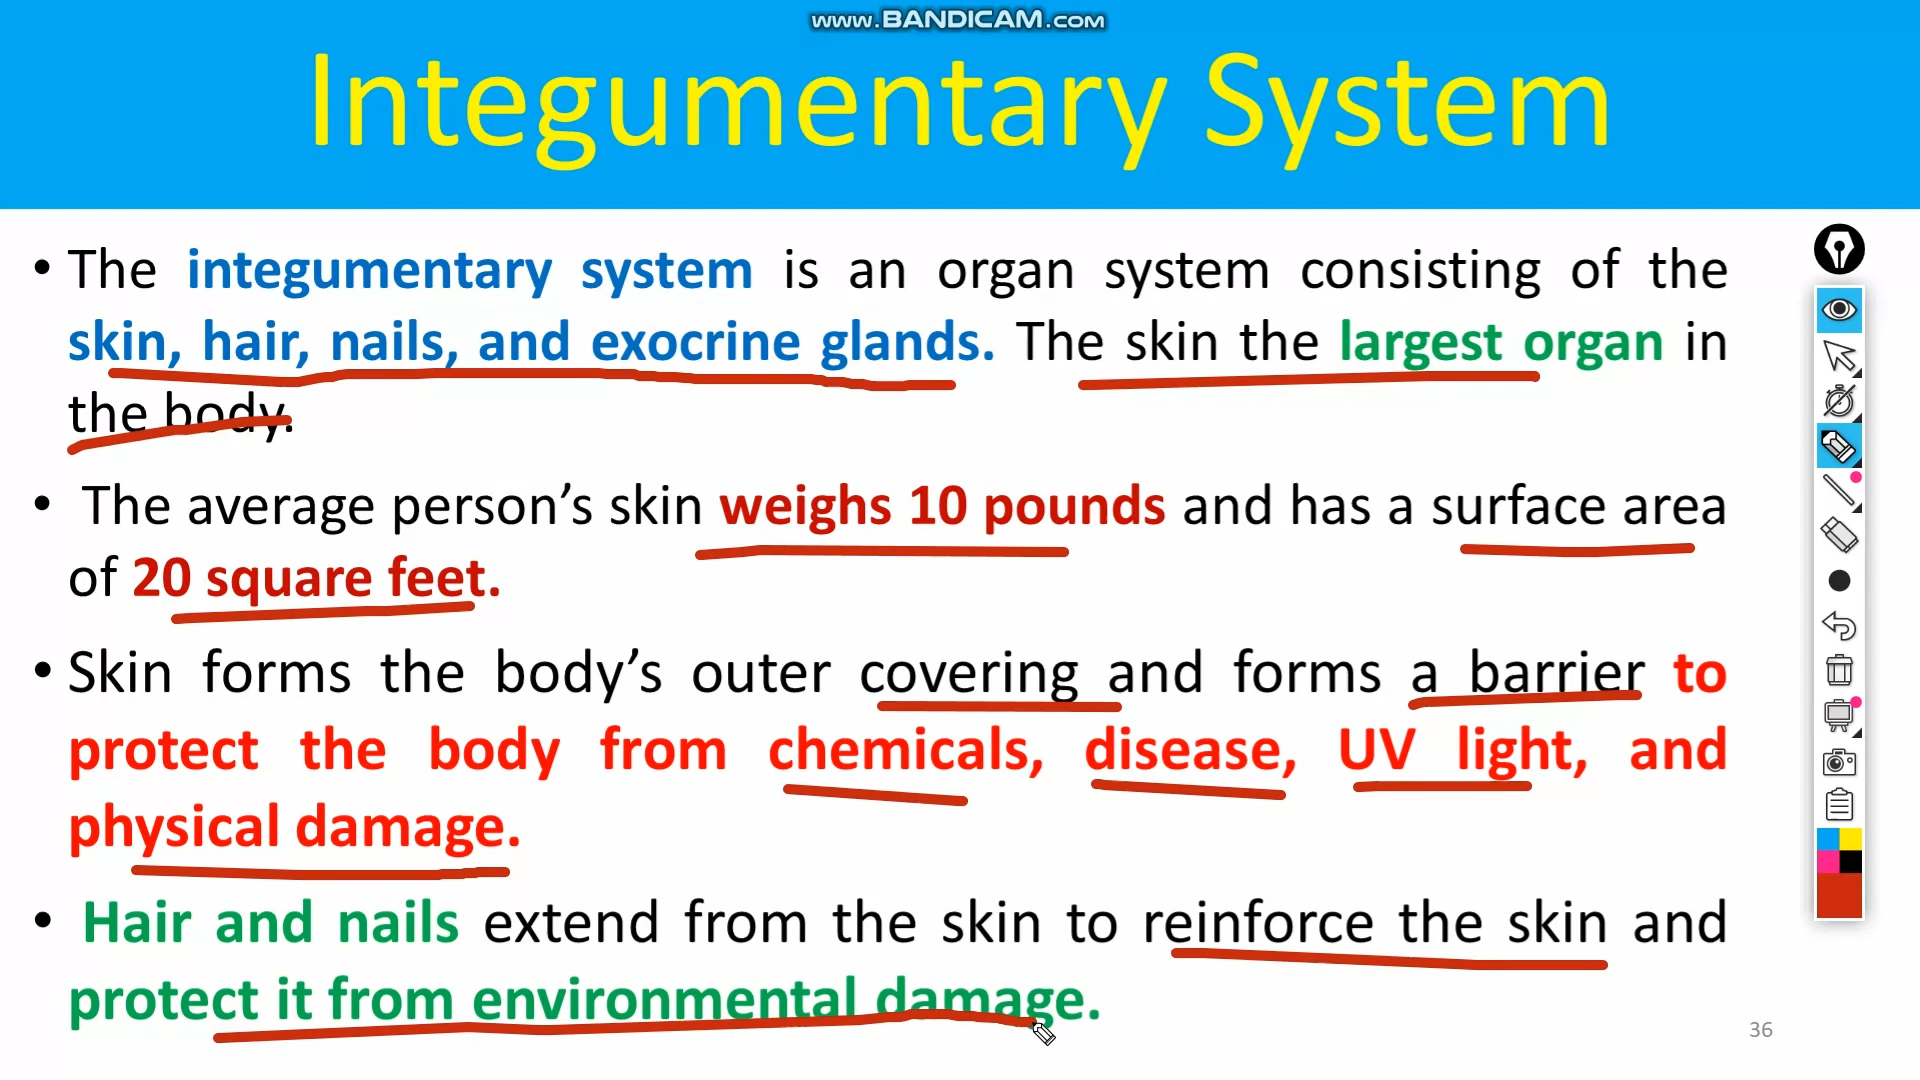 www.BANDICAM.com
Integumentary System
• The integumentary system is an organ system consisting of the
skin, hair, nails, and exocrine glands. The skin the largest organ in
the body.
• The average person’s skin weighs 10 pounds and has a surface area
of 20 square feet.
• Skin forms the body’s outer covering and forms a barrier to
protect the body from chemicals, disease, UV light, and
physical damage.
• Hair and nails extend from the skin to reinforce the skin and
protect it from environmental damage.
36